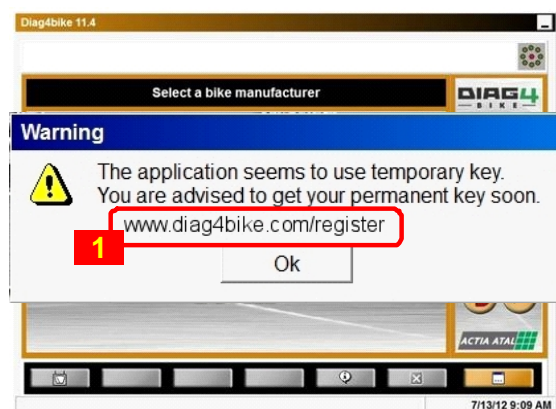 Diag4bike 11.4
Select a bike manufacturer
DIAG4
BIKE
Warning
The application seems to use temporary key.
You are advised to get your permanent key soon.
www.diag4bike.com/register
1
Ok
ACTIA ATAL
7/13/12 9:09 AM